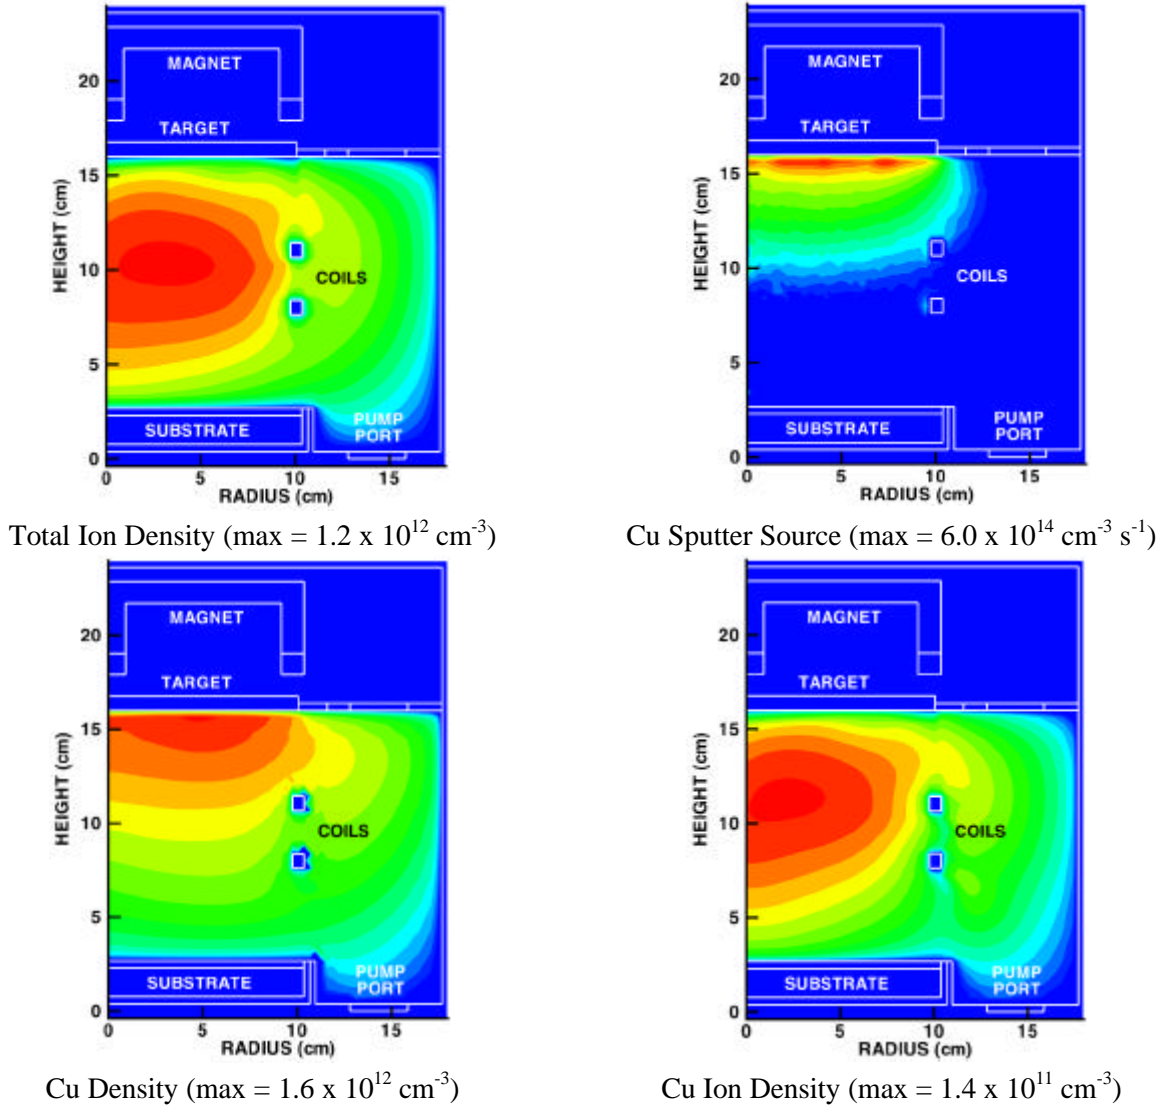 MAGNET
TARGET
COILS
SUBSTRATE
PUMP
PORT
HEIGHT (cm)
20
15
10
5
0
0 5 10 15
RADIUS (cm)
Total Ion Density (max = 1.2 x 10^12 cm^-3)
MAGNET
TARGET
COILS
SUBSTRATE
PUMP
PORT
HEIGHT (cm)
20
15
10
5
0
0 5 10 15
RADIUS (cm)
Cu Sputter Source (max = 6.0 x 10^14 cm^-3 s^-1)
MAGNET
TARGET
COILS
SUBSTRATE
PUMP
PORT
HEIGHT (cm)
20
15
10
5
0
0 5 10 15
RADIUS (cm)
Cu Density (max = 1.6 x 10^12 cm^-3)
MAGNET
TARGET
COILS
SUBSTRATE
PUMP
PORT
HEIGHT (cm)
20
15
10
5
0
0 5 10 15
RADIUS (cm)
Cu Ion Density (max = 1.4 x 10^11 cm^-3)